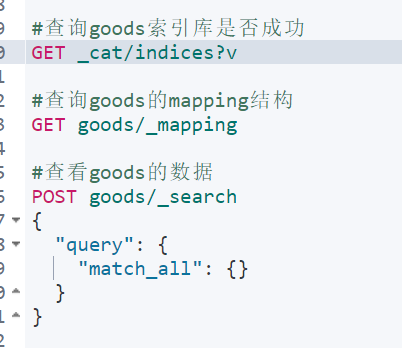 #查询goods索引库是否成功
GET _cat/indices?v
#查询goods的mapping结构
GET goods/_mapping
#查看goods的数据
POST goods/_search
{
"query": {
"match_all": {}
}
}